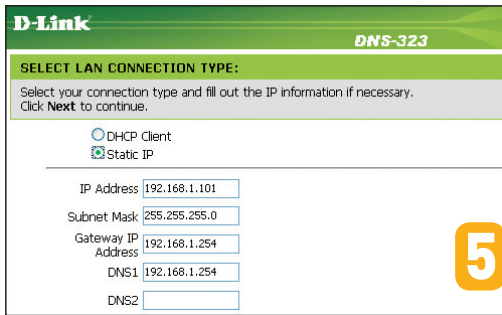 D-Link
DNS-323
SELECT LAN CONNECTION TYPE:
Select your connection type and fill out the IP information if necessary.
Click Next to continue.
DHCP Client
Static IP
IP Address 192.168.1.101
Subnet Mask 255.255.255.0
Gateway IP
Address 192.168.1.254
DNS1 192.168.1.254
DNS2
5